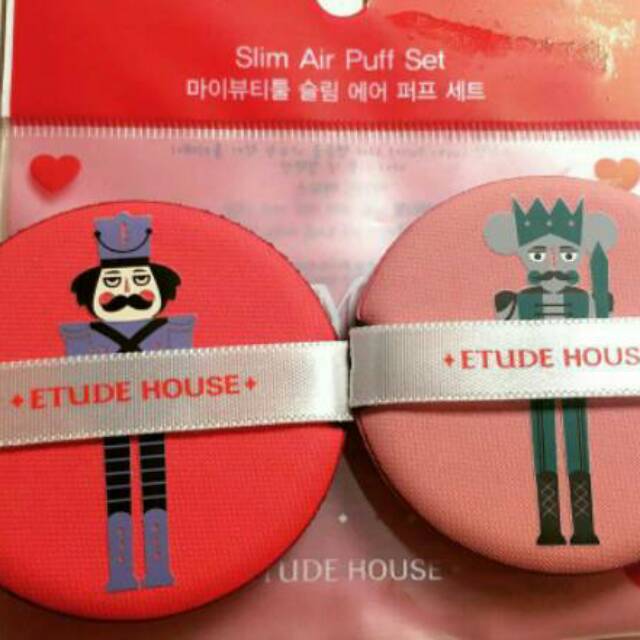 Slim Air Puff Set
마이뷰티툴 슬림 에어 퍼프 세트
ETUDE HOUSE
ETUDE HOUS
TUDE HOUSE